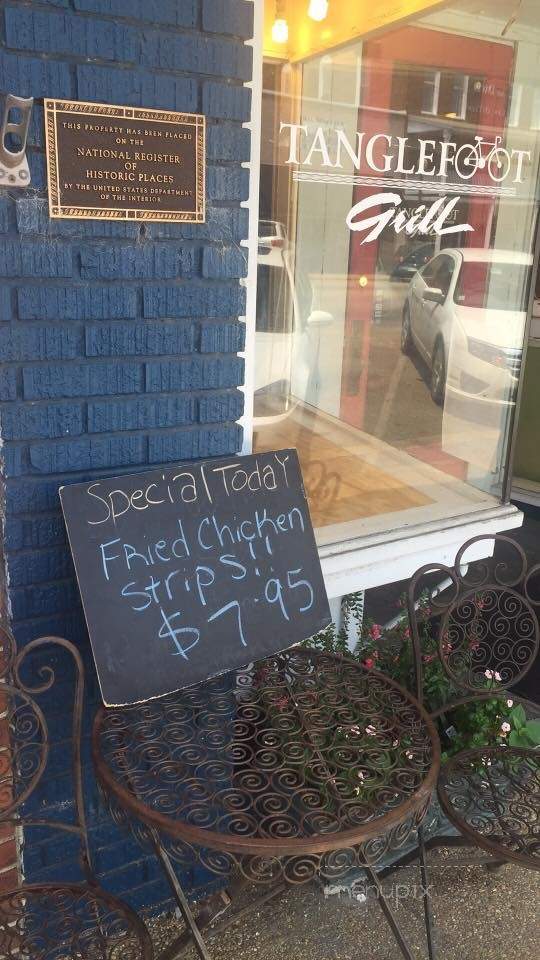 THIS PROPERTY HAS BEEN PLACED
ON THE
NATIONAL REGISTER
OF
HISTORIC PLACES
BY THE UNITED STATES DEPARTMENT
OF THE INTERIOR
TANGLEFOOT
Grill
Special TodaY
FRied ChicKen
stRips!!
$7.95
menupix